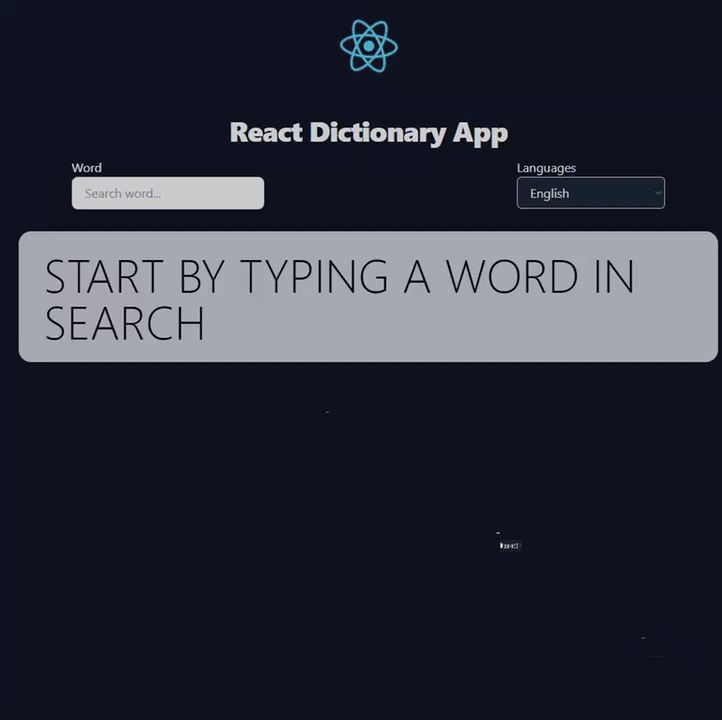 React Dictionary App
Word
Languages
Search word...
English
START BY TYPING A WORD IN
SEARCH